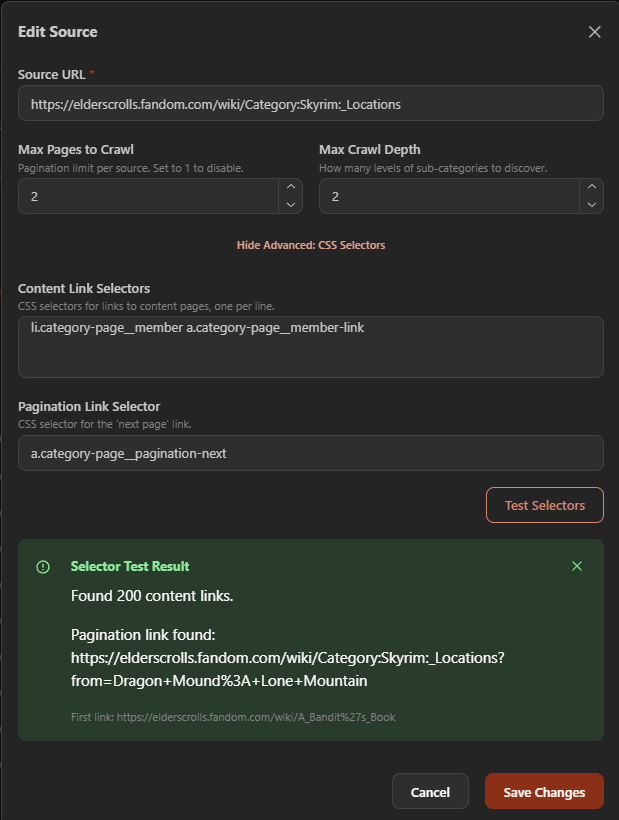 Edit Source
Source URL *
https://elderscrolls.fandom.com/wiki/Category:Skyrim:_Locations
Max Pages to Crawl
Pagination limit per source. Set to 1 to disable.
2
Max Crawl Depth
How many levels of sub-categories to discover.
2
Hide Advanced: CSS Selectors
Content Link Selectors
CSS selectors for links to content pages, one per line.
li.category-page__member a.category-page__member-link
Pagination Link Selector
CSS selector for the 'next page' link.
a.category-page__pagination-next
Test Selectors
Selector Test Result
Found 200 content links.
Pagination link found:
https://elderscrolls.fandom.com/wiki/Category:Skyrim:_Locations?
from=Dragon+Mound%3A+Lone+Mountain
First link: https://elderscrolls.fandom.com/wiki/A_Bandit%27s_Book
Cancel
Save Changes